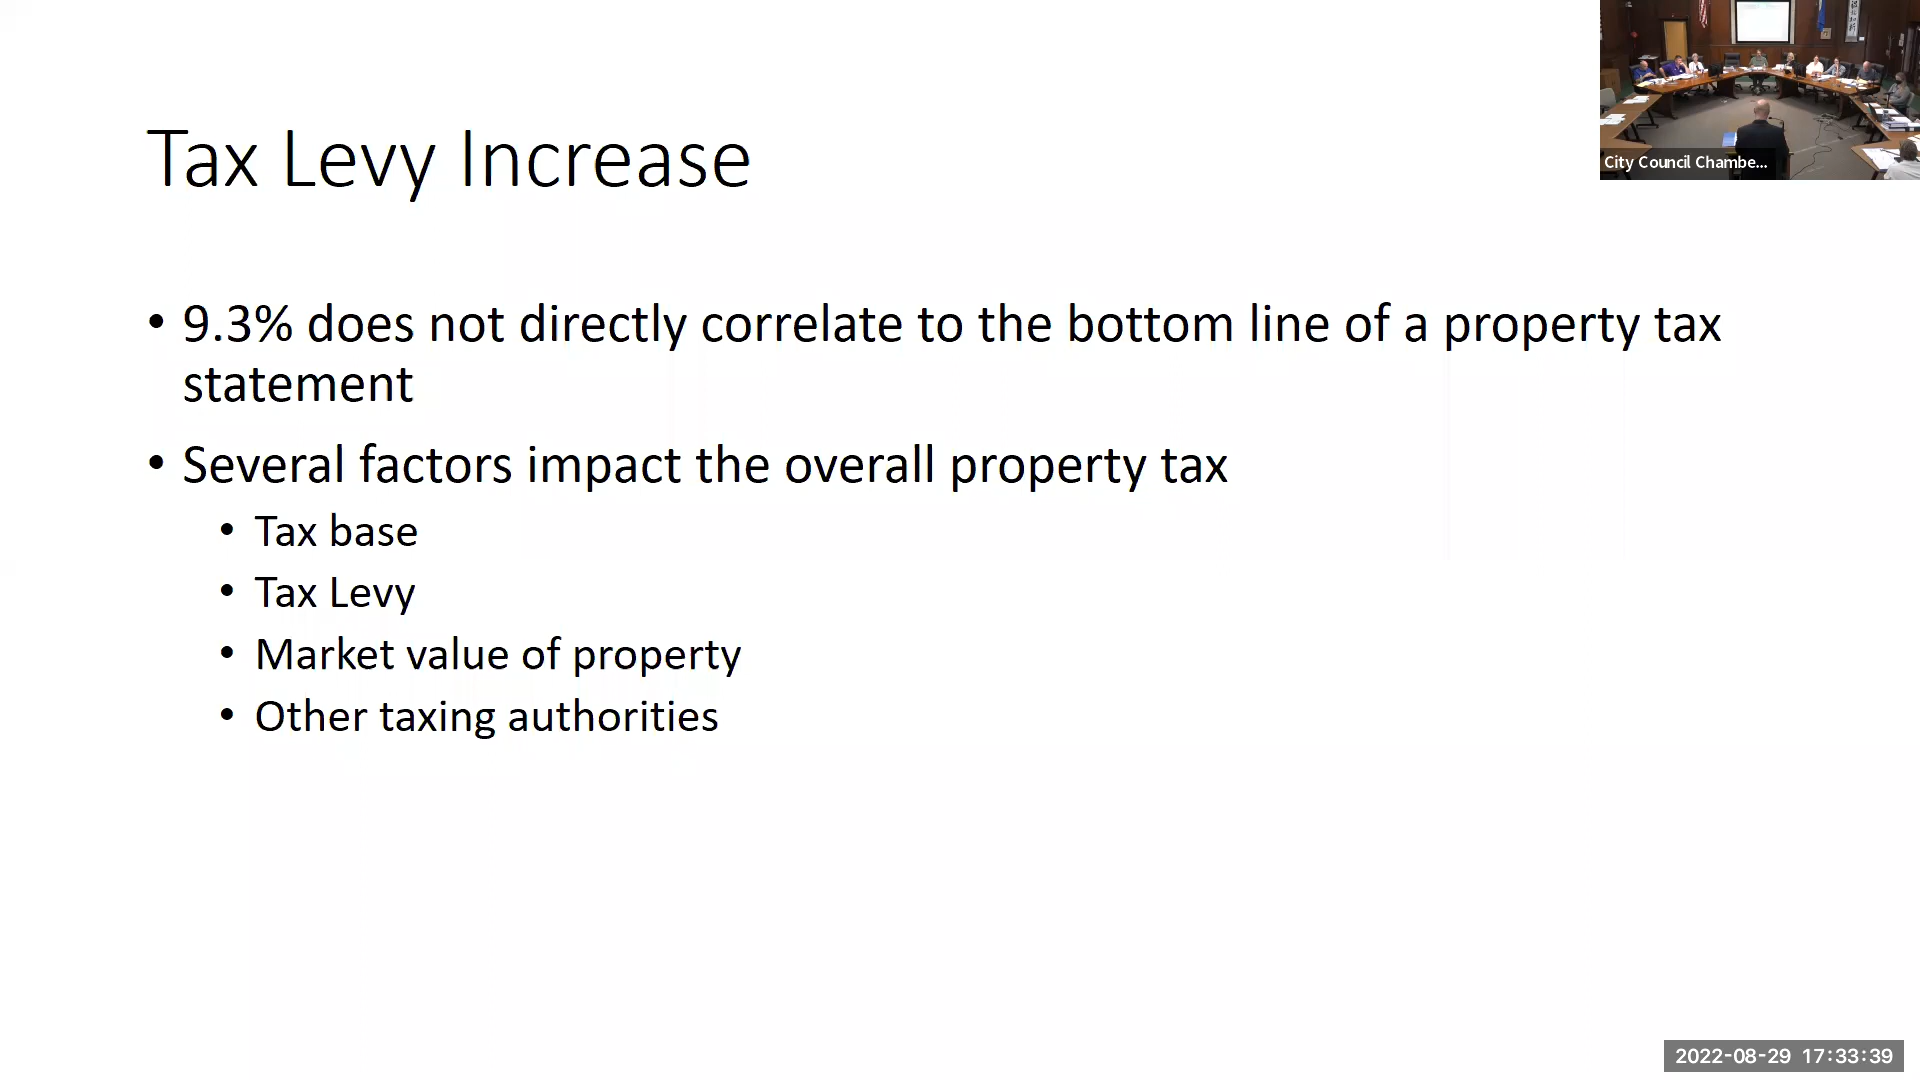 Tax Levy Increase
• 9.3% does not directly correlate to the bottom line of a property tax
statement
• Several factors impact the overall property tax
• Tax base
• Tax Levy
• Market value of property
• Other taxing authorities
City Council Chambe...
2022-08-29 17:33:39